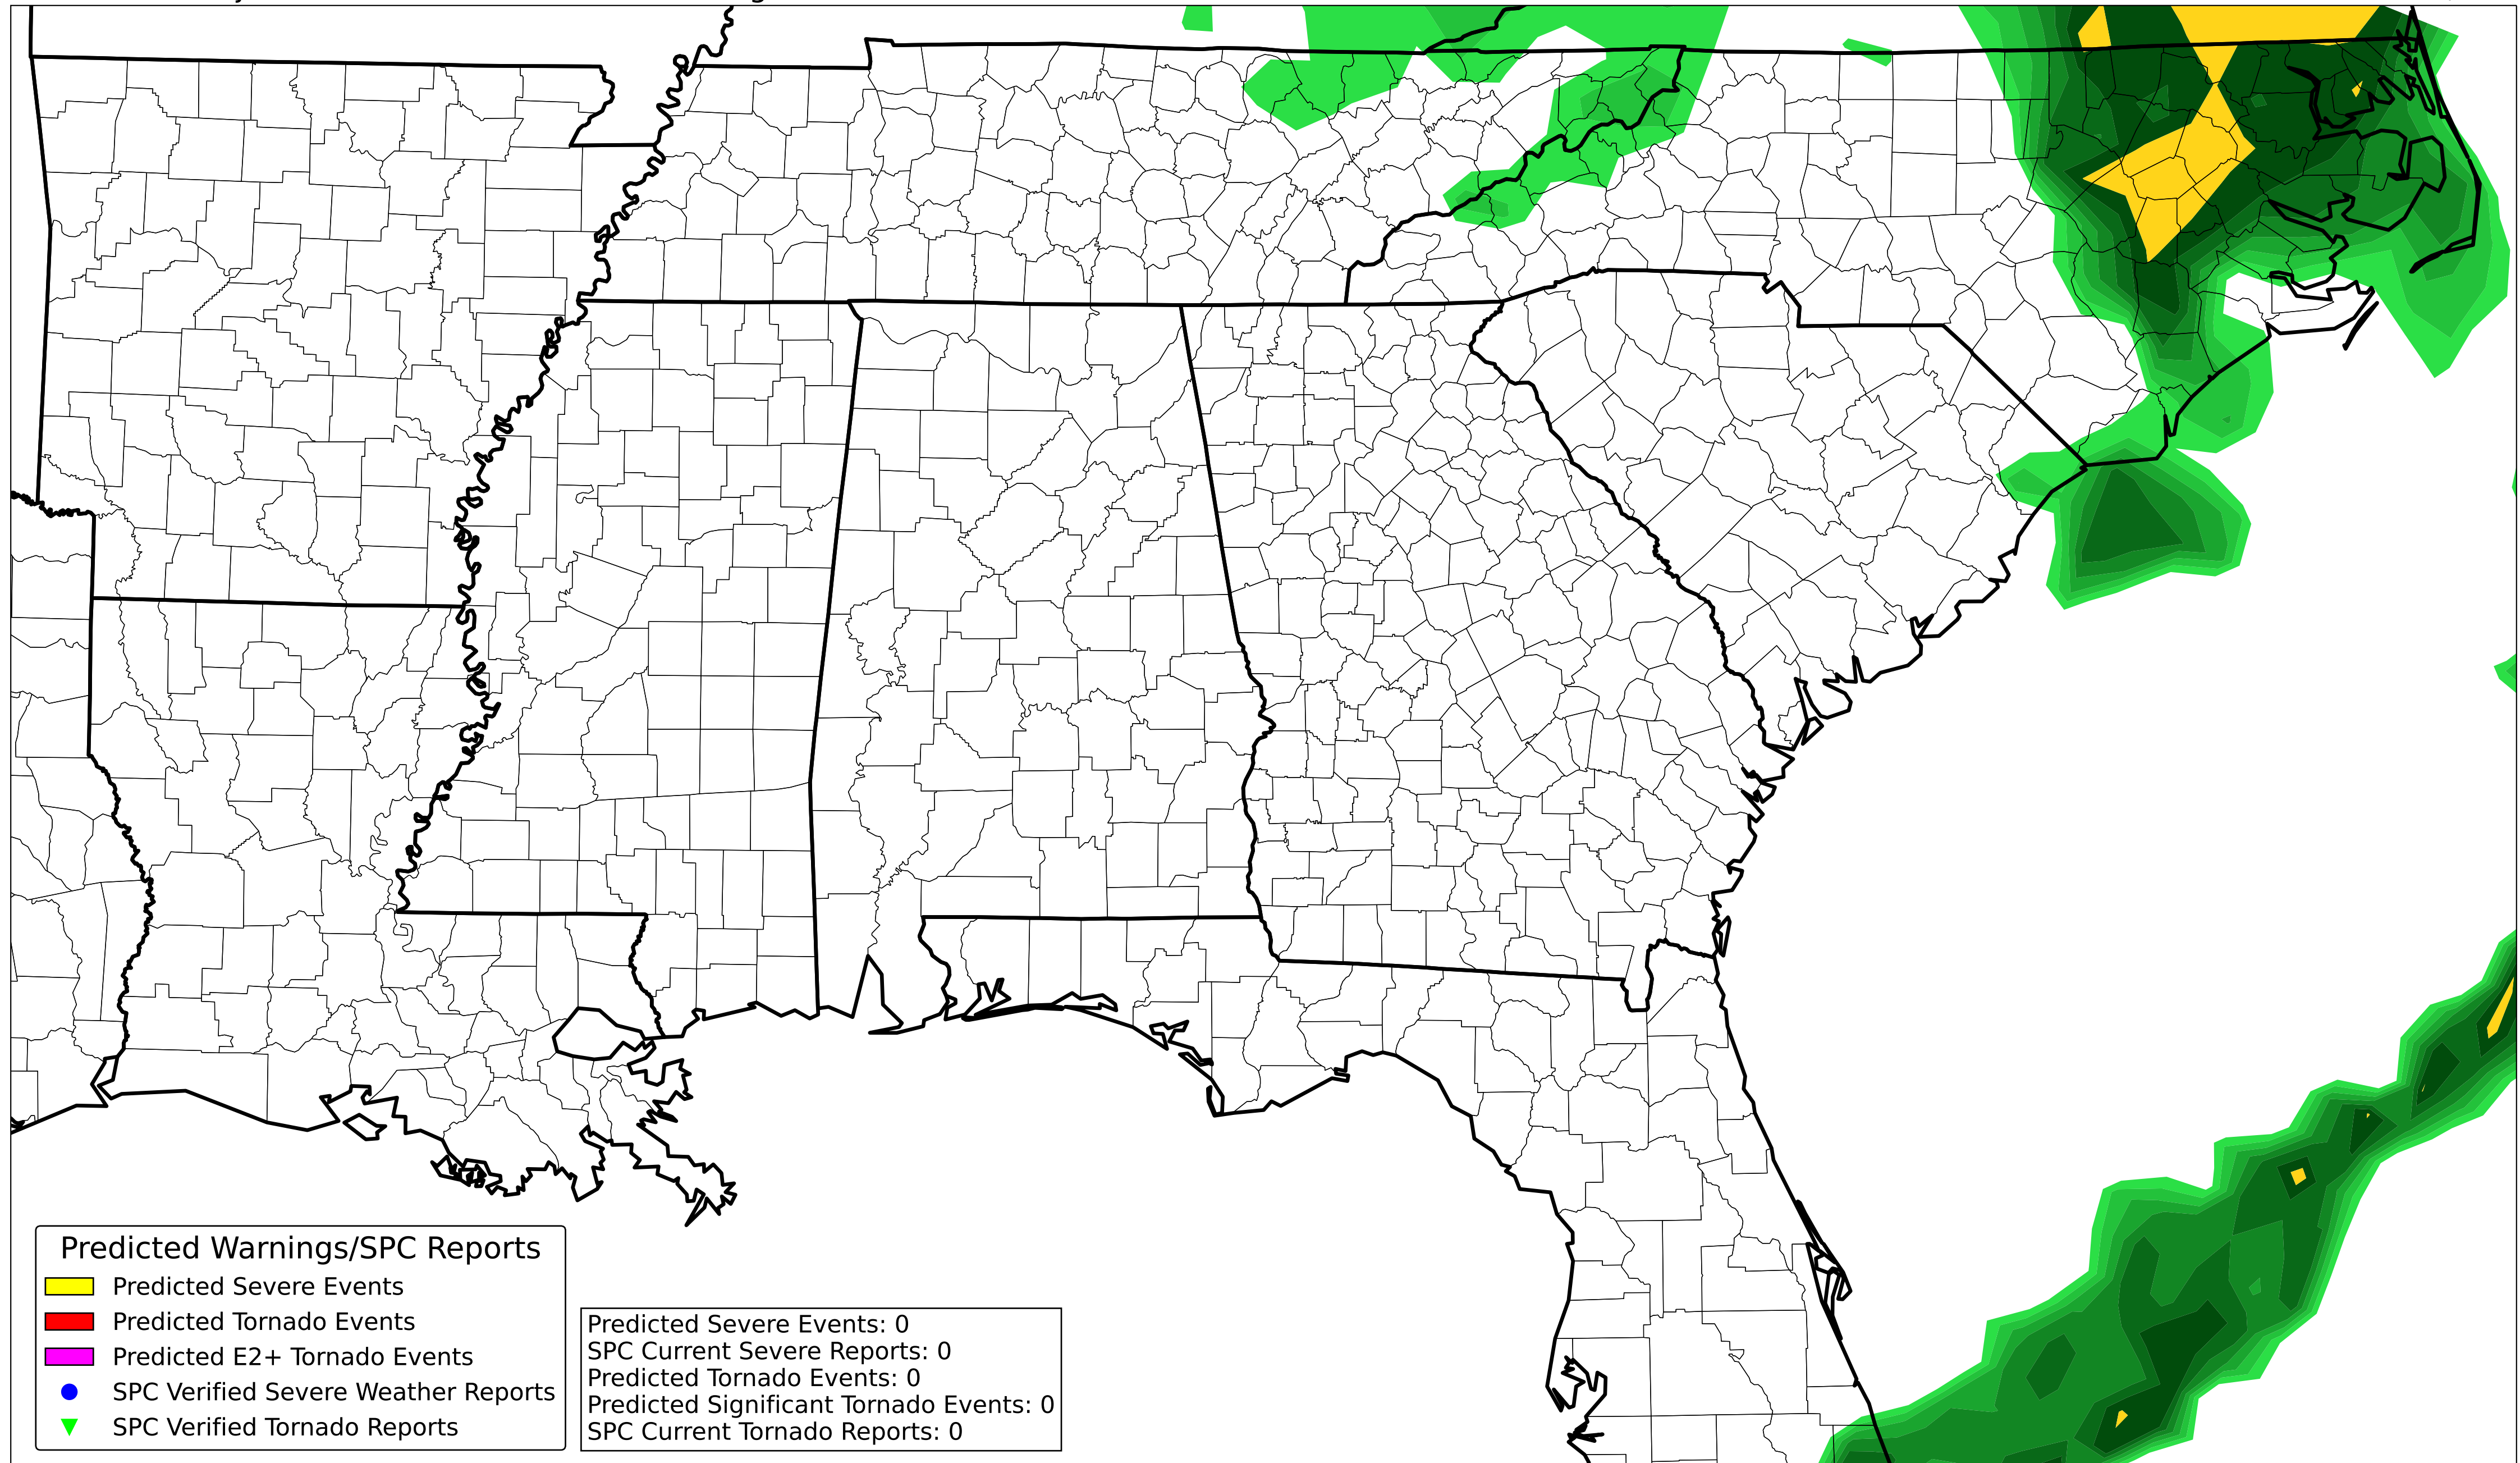 Predicted Warnings/SPC Reports
Predicted Severe Events
Predicted Tornado Events
Predicted E2+ Tornado Events
SPC Verified Severe Weather Reports
SPC Verified Tornado Reports
Predicted Severe Events: 0
SPC Current Severe Reports: 0
Predicted Tornado Events: 0
Predicted Significant Tornado Events: 0
SPC Current Tornado Reports: 0